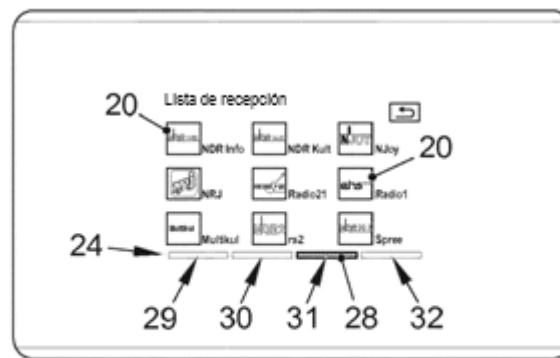 Lista de recepción
20
NDR Info NDR Kult NJoy
20
NRJ Radio21 Radio1
Multikul rs2 Spree
24
29 30 31 28 32